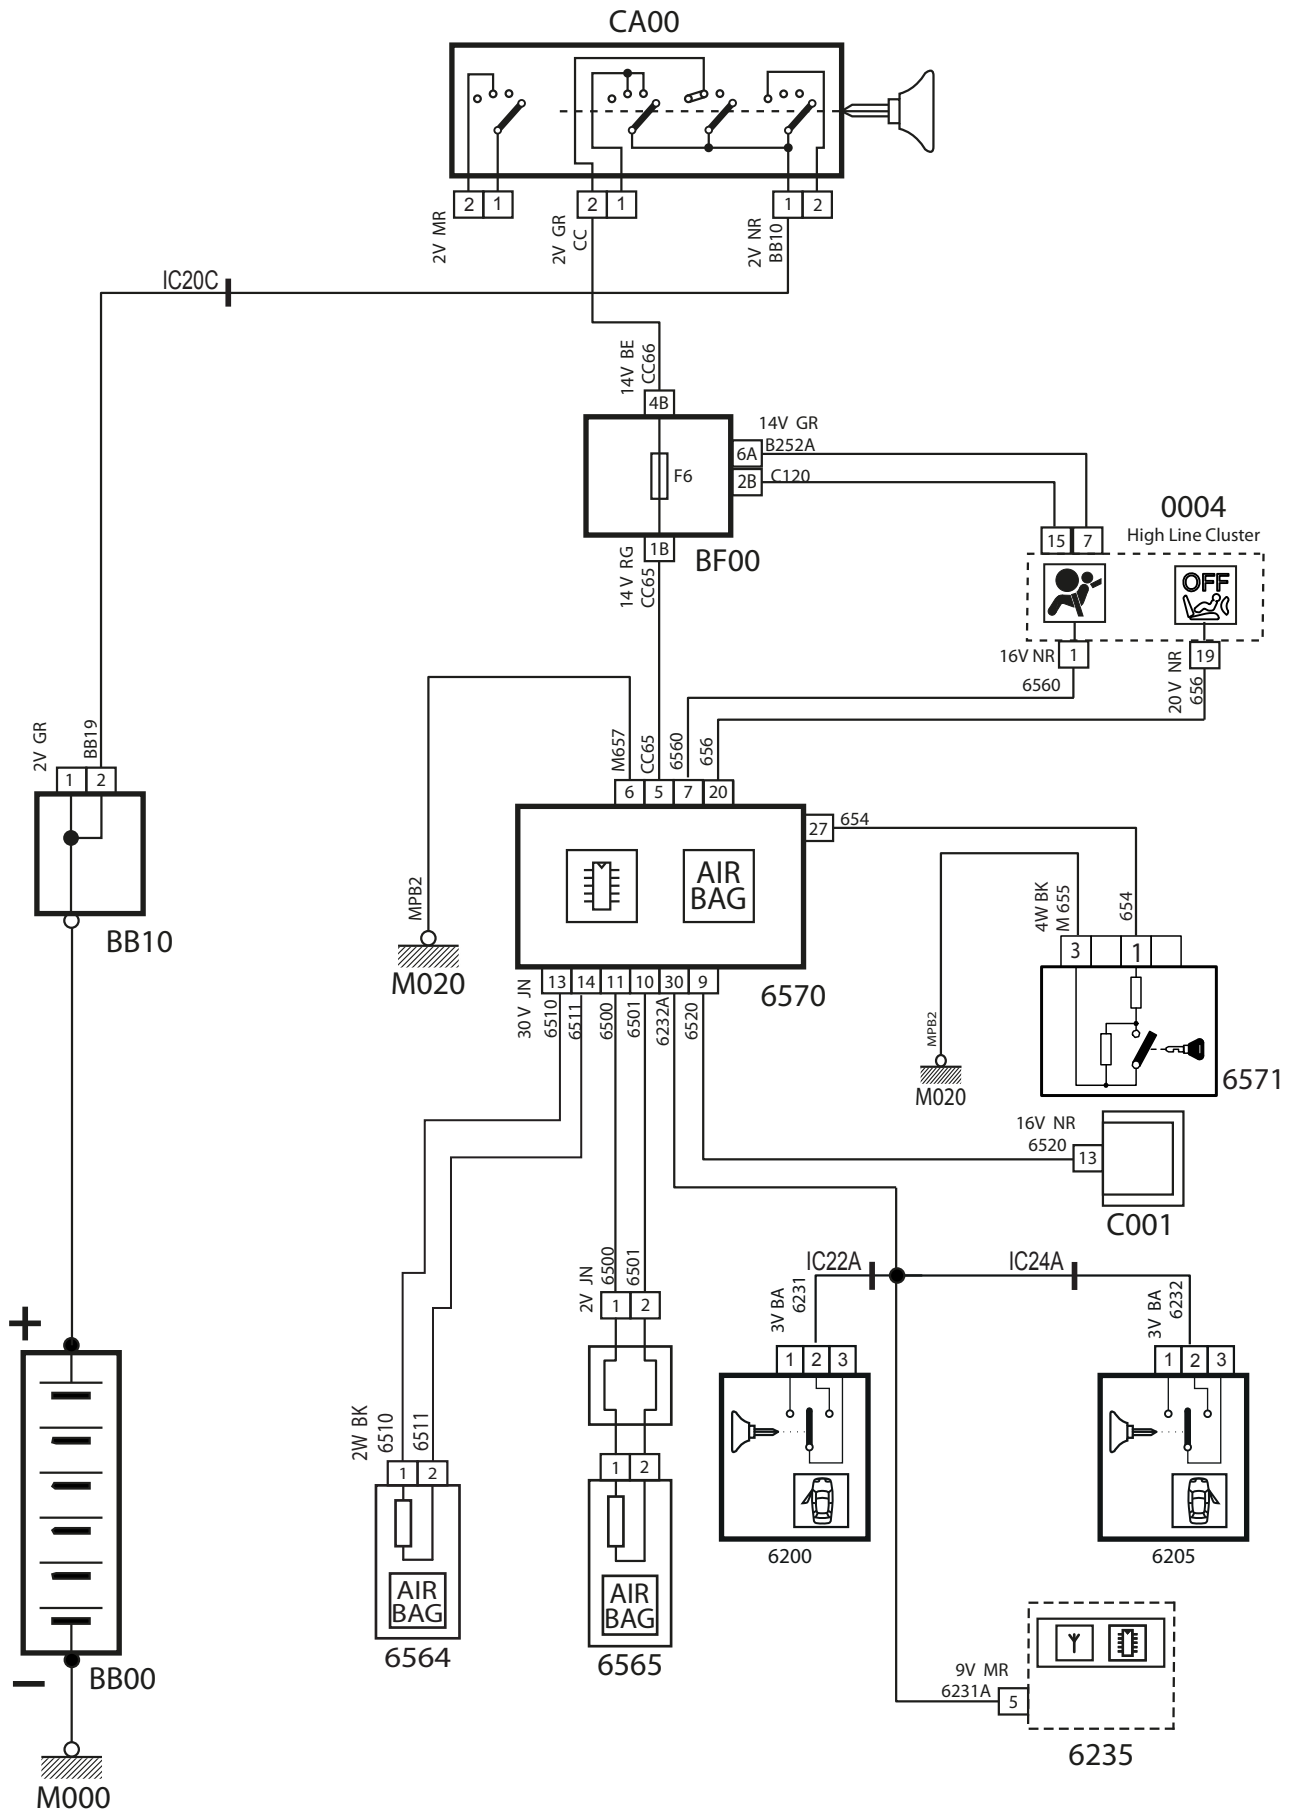 CA00
2
1
2
1
1
2
2V MR
2V GR
CC
2V NR
BB10
IC20C
14V BE
CC66
4B
14V GR
6A
B252A
F6
2B
C120
0004
High Line Cluster
15
7
1B
BF00
14V RG
CC65
OFF
16V NR
1
19
6560
20 V NR
656
M657
CC65
6560
656
2V GR
BB19
1
2
6
5
7
20
27
654
AIR
BAG
MPB2
4W BK
M 655
654
3
1
BB10
M020
13
14
11
10
30
9
6570
30 V JN
6510
6511
6500
6501
6232A
6520
MPB2
M020
6571
16V NR
6520
13
C001
IC22A
IC24A
2V JN
6500
6501
3V BA
6231
3V BA
6232
1
2
+
1
2
3
1
2
3
2W BK
6510
6511
1
2
1
2
6200
6205
AIR
BAG
AIR
BAG
6564
6565
–
BB00
9V MR
6231A
5
6235
M000